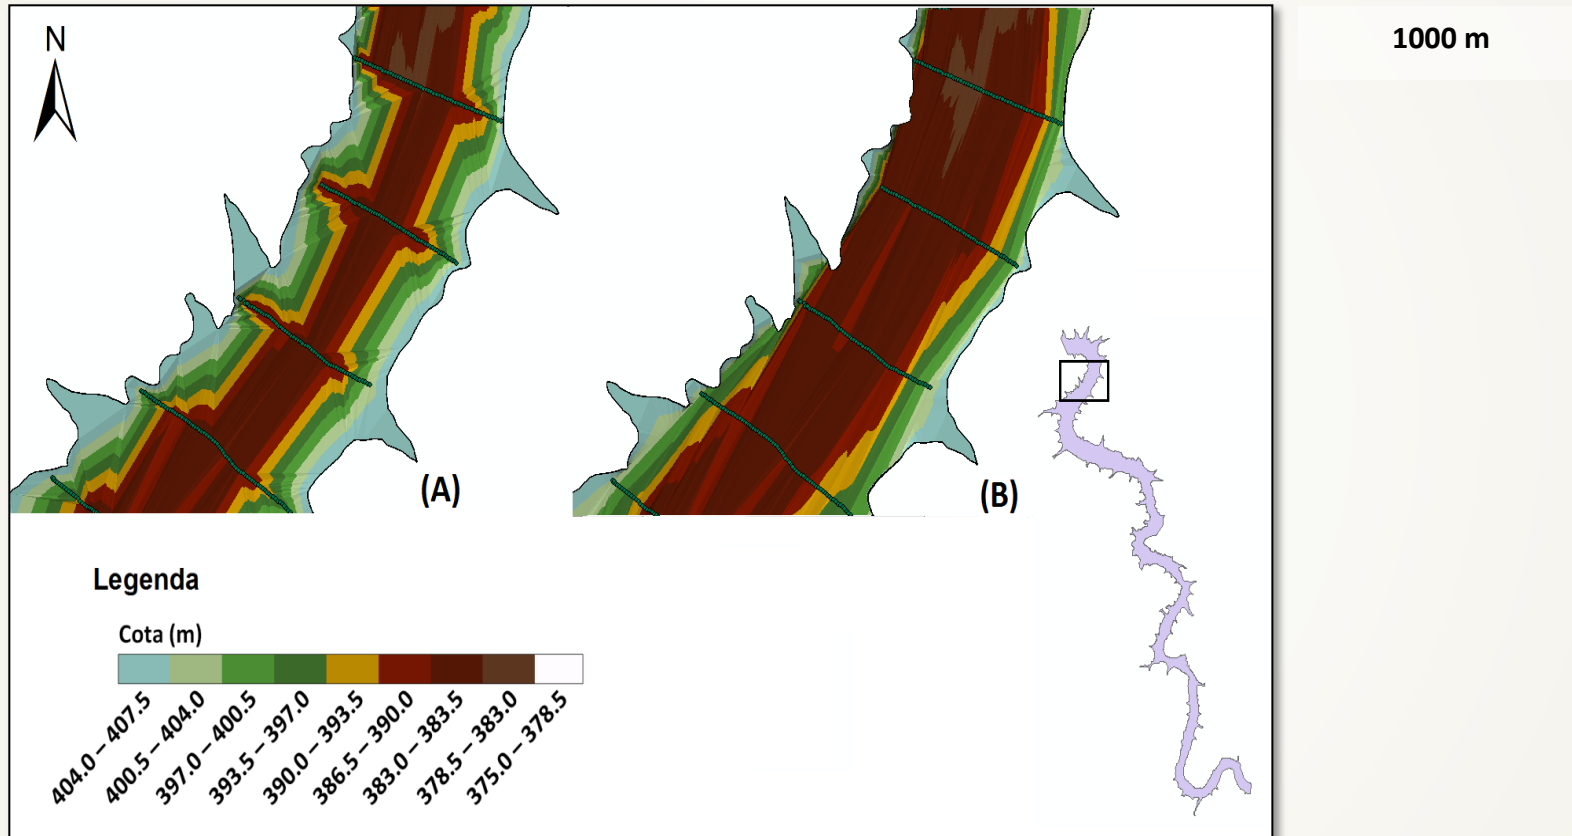 1000 m
N
(A)
(B)
Legenda
Cota (m)
404.0 – 407.5
400.5 – 404.0
397.0 – 400.5
393.5 – 397.0
390.0 – 393.5
386.5 – 390.0
383.0 – 383.5
378.5 – 383.0
375.0 – 378.5